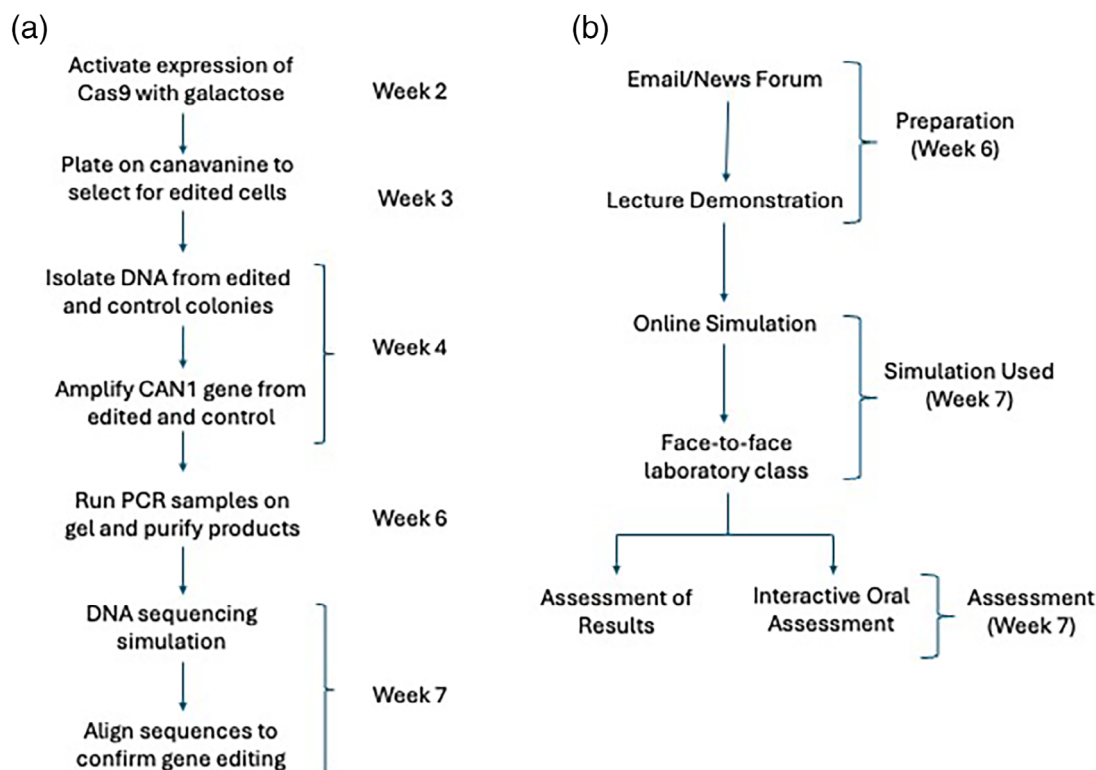 (a)
Activate expression of
Cas9 with galactose
Week 2
Plate on canavanine to
select for edited cells
Week 3
Isolate DNA from edited
and control colonies
Week 4
Amplify CAN1 gene from
edited and control
Run PCR samples on
gel and purify products
Week 6
DNA sequencing
simulation
Week 7
Align sequences to
confirm gene editing
(b)
Email/News Forum
Preparation
(Week 6)
Lecture Demonstration
Online Simulation
Simulation Used
(Week 7)
Face-to-face
laboratory class
Assessment of
Results
Interactive Oral
Assessment
Assessment
(Week 7)